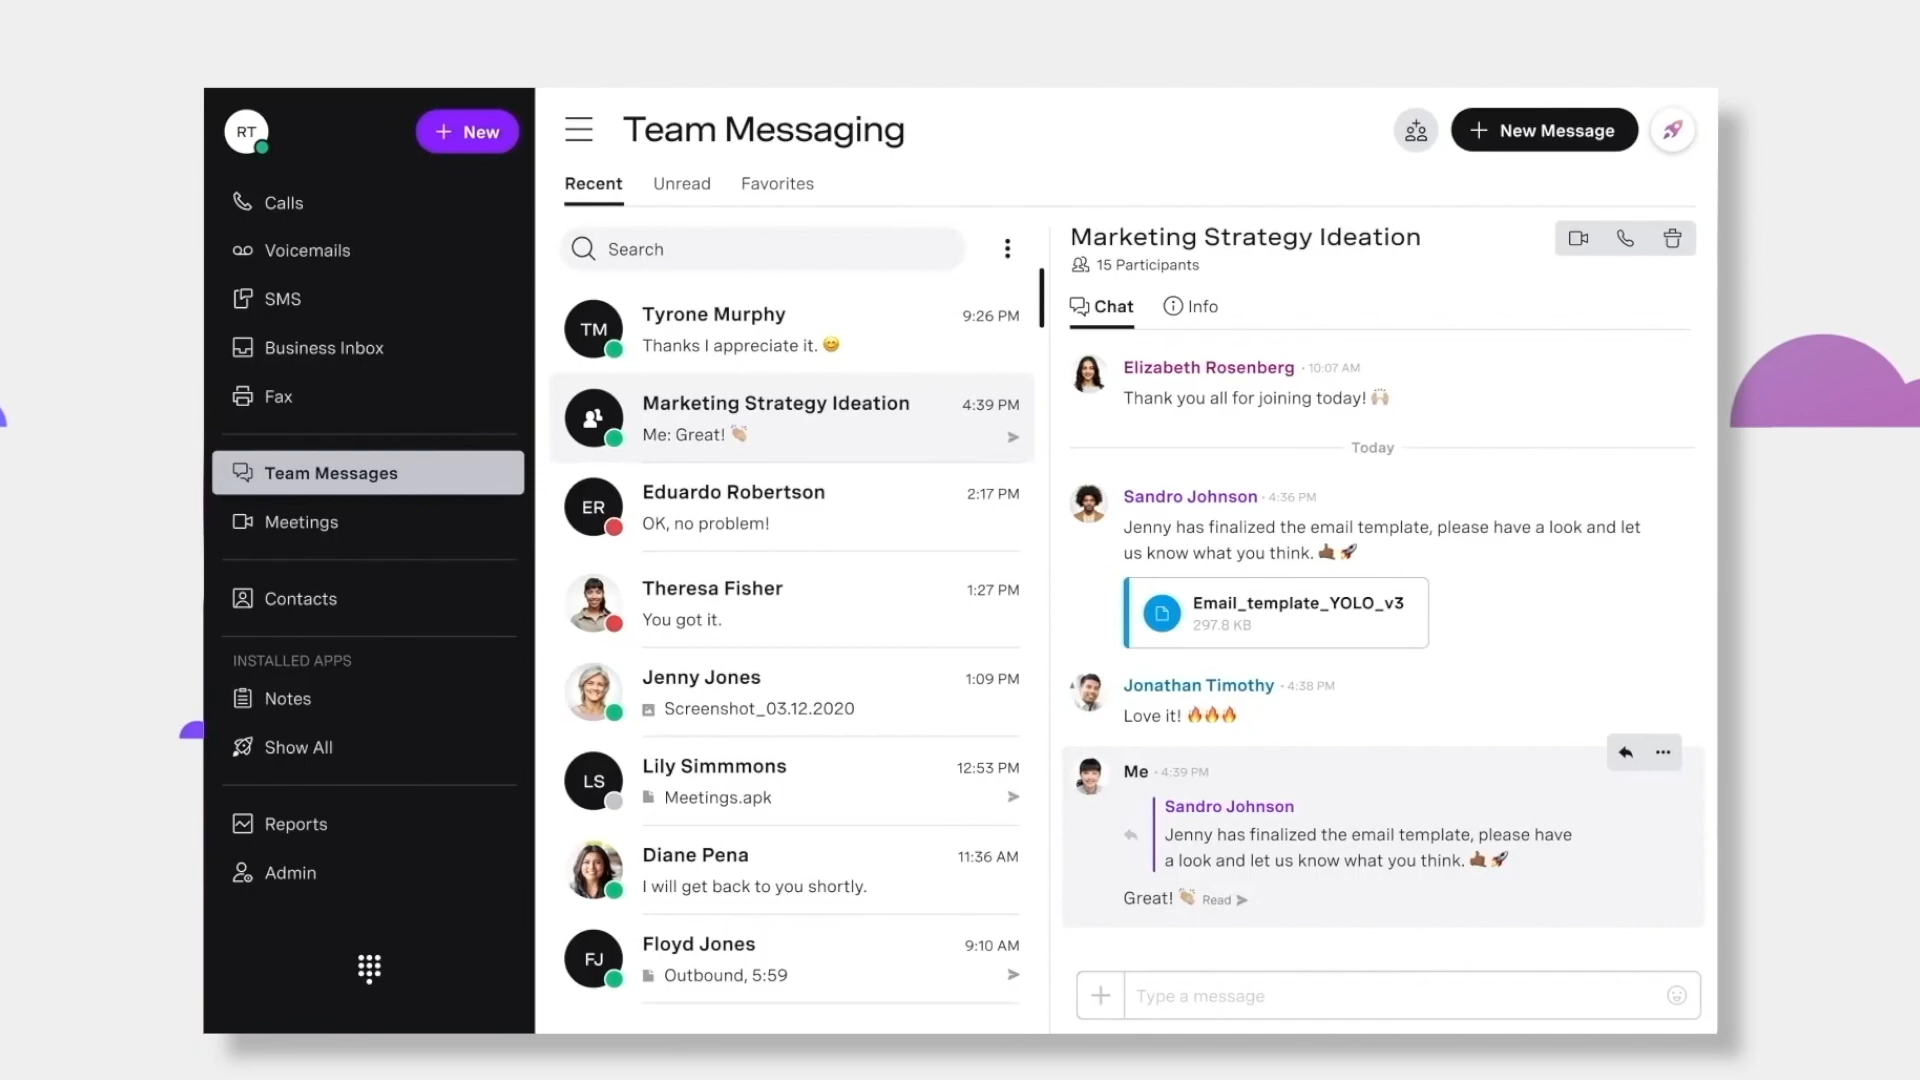 RT
+ New
Calls
Voicemails
SMS
Business Inbox
Fax
Team Messages
Meetings
Contacts
INSTALLED APPS
Notes
Show All
Reports
Admin
Team Messaging
+ New Message
Recent Unread Favorites
Search
TM
Tyrone Murphy 9:26 PM
Thanks I appreciate it. 😊
Marketing Strategy Ideation 4:39 PM
Me: Great! 👏🏼
ER
Eduardo Robertson 2:17 PM
OK, no problem!
Theresa Fisher 1:27 PM
You got it.
Jenny Jones 1:09 PM
Screenshot_03.12.2020
LS
Lily Simmmons 12:53 PM
Meetings.apk
Diane Pena 11:36 AM
I will get back to you shortly.
FJ
Floyd Jones 9:10 AM
Outbound, 5:59
Marketing Strategy Ideation
15 Participants
Chat Info
Elizabeth Rosenberg · 10:07 AM
Thank you all for joining today! 🙌🏼
Today
Sandro Johnson · 4:36 PM
Jenny has finalized the email template, please have a look and let
us know what you think. 🤙🏾🚀
Email_template_YOLO_v3
297.8 KB
Jonathan Timothy · 4:38 PM
Love it! 🔥🔥🔥
Me · 4:39 PM
Sandro Johnson
Jenny has finalized the email template, please have
a look and let us know what you think. 🤙🏾🚀
Great! 👏🏼 Read
Type a message